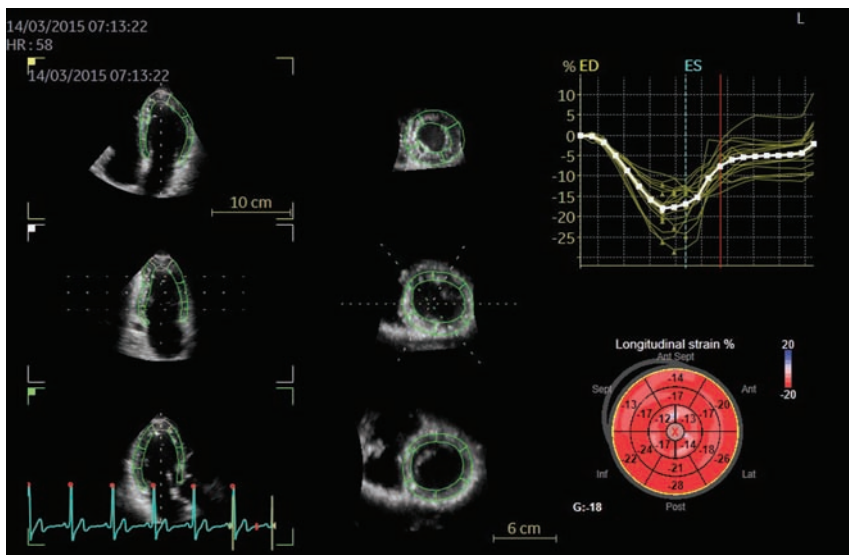 14/03/2015 07:13:22
HR : 58
14/03/2015 07:13:22
L
% ED
ES
10
5
0
-5
-10
-15
-20
-25
10 cm
6 cm
Longitudinal strain %
20
-20
Ant Sept
Sept
Ant
Inf
Lat
Post
-14
-17
-13
-17
-12
-13
-17
-20
X
-22
-17
-17
-14
-18
-26
-24
-21
-28
G:-18